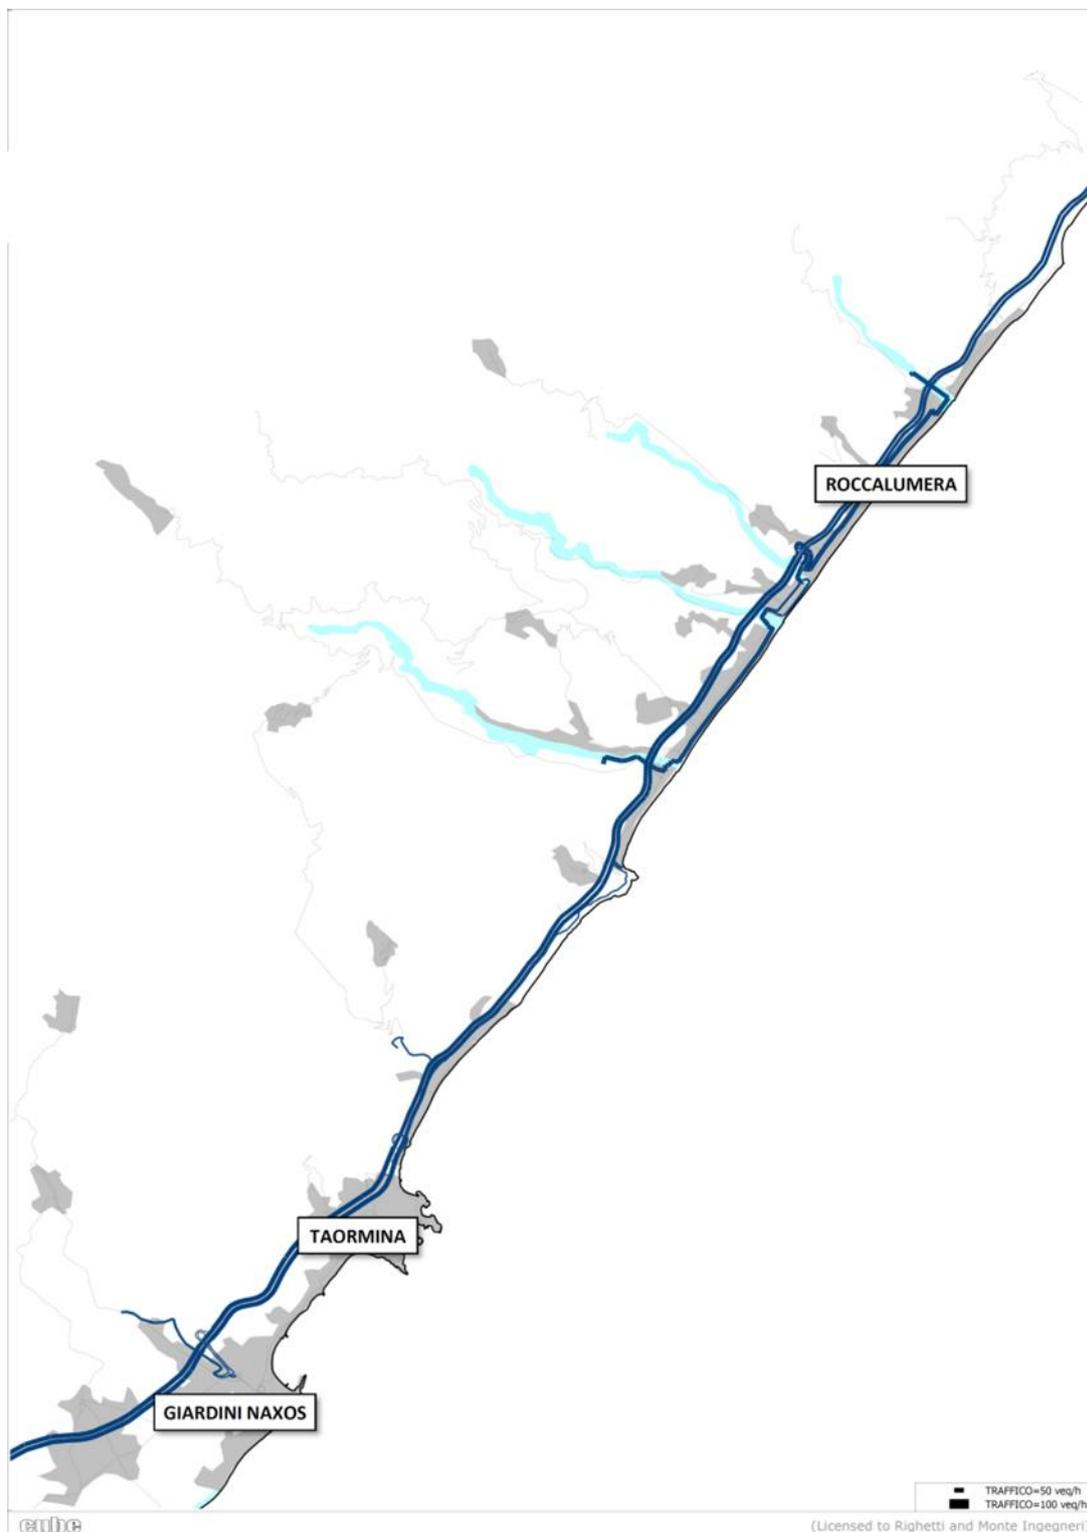 ROCCALUMERA
TAORMINA
GIARDINI NAXOS
TRAFFICO=50 veq/h
TRAFFICO=100 veq/h
cube
(Licensed to Righetti and Monte Ingegneri)